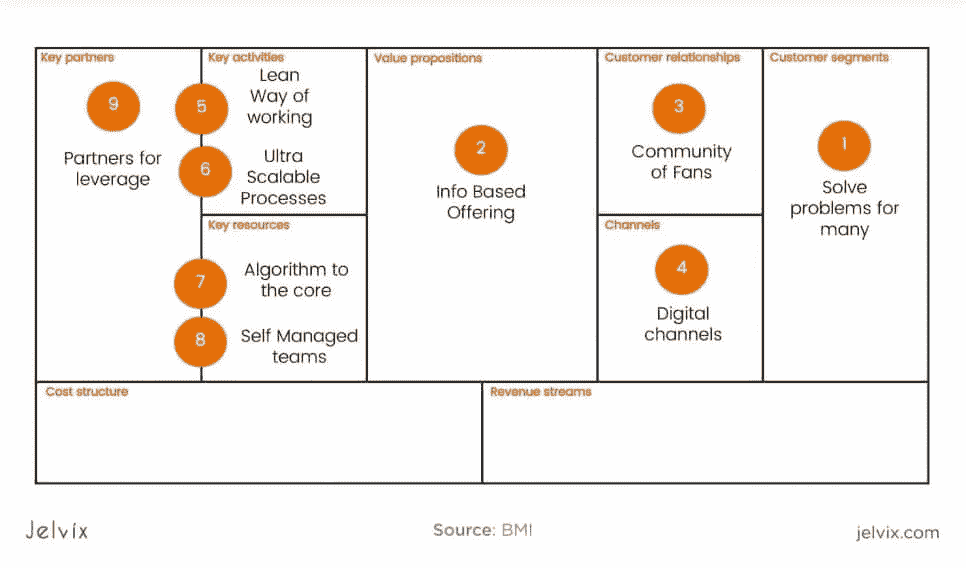 Key partners
9
Partners for
leverage
Key activities
5
Lean
Way of
working
6
Ultra
Scalable
Processes
Key resources
7
Algorithm to
the core
8
Self Managed
teams
Value propositions
2
Info Based
Offering
Customer relationships
3
Community
of Fans
Channels
4
Digital
channels
Customer segments
1
Solve
problems for
many
Cost structure
Revenue streams
Jelvix
Source: BMI
jelvix.com